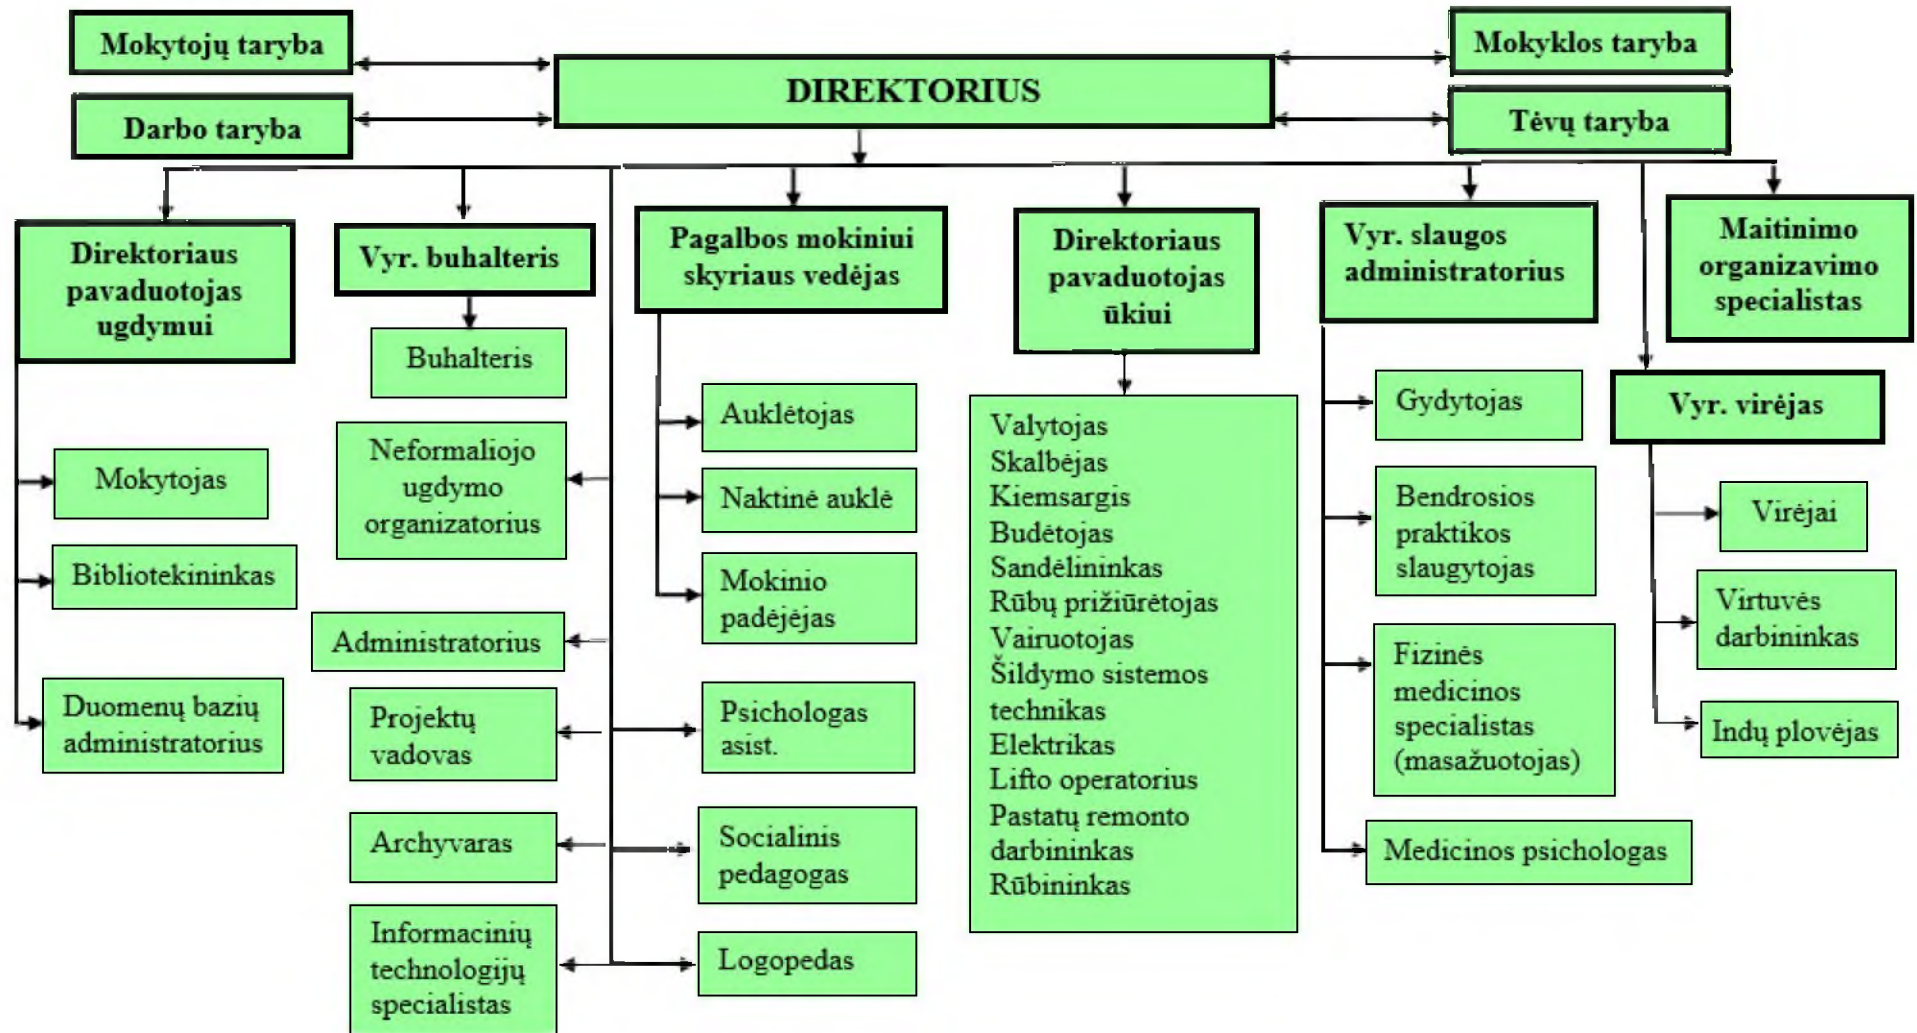 Mokytojų taryba
Mokyklos taryba
DIREKTORIUS
Darbo taryba
Tėvų taryba
Direktoriaus
pavaduotojas
ugdymui
Mokytojas
Bibliotekininkas
Duomenų bazių
administratorius
Vyr. buhalteris
Buhalteris
Neformaliojo
ugdymo
organizatorius
Administratorius
Projektų
vadovas
Archyvaras
Informacinių
technologijų
specialistas
Pagalbos mokiniui
skyriaus vedėjas
Auklėtojas
Naktinė auklė
Mokinio
padėjėjas
Psichologas
asist.
Socialinis
pedagogas
Logopedas
Direktoriaus
pavaduotojas
ūkiui
Valytojas
Skalbėjas
Kiemsargis
Budėtojas
Sandėlininkas
Rūbų prižiūrėtojas
Vairuotojas
Šildymo sistemos
technikas
Elektrikas
Lifto operatorius
Pastatų remonto
darbininkas
Rūbininkas
Vyr. slaugos
administratorius
Gydytojas
Bendrosios
praktikos
slaugytojas
Fizinės
medicinos
specialistas
(masažuotojas)
Medicinos psichologas
Maitinimo
organizavimo
specialistas
Vyr. virėjas
Virėjai
Virtuvės
darbininkas
Indų plovėjas